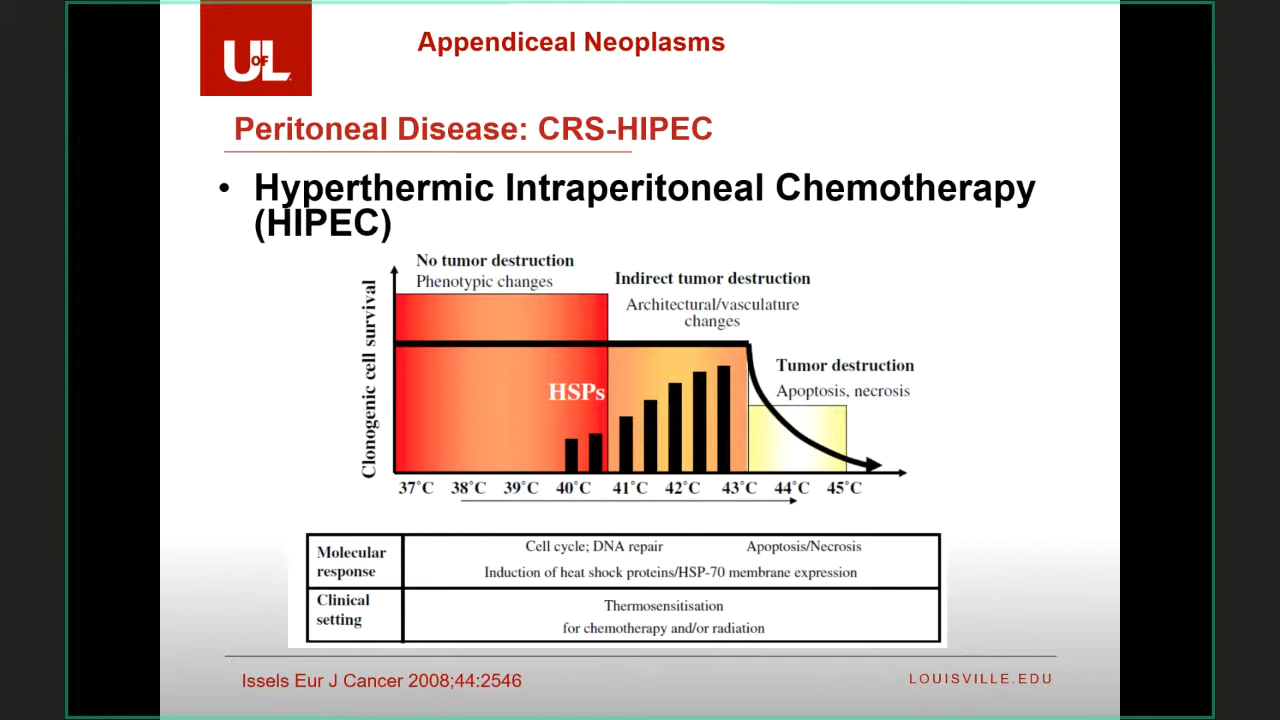 UofL
Appendiceal Neoplasms
Peritoneal Disease: CRS-HIPEC
• Hyperthermic Intraperitoneal Chemotherapy
(HIPEC)
No tumor destruction
Phenotypic changes
Indirect tumor destruction
Architectural/vasculature
changes
Tumor destruction
Apoptosis, necrosis
Clonogenic cell survival
HSPs
37˚C 38˚C 39˚C 40˚C 41˚C 42˚C 43˚C 44˚C 45˚C
Molecular
response
Cell cycle; DNA repair Apoptosis/Necrosis
Induction of heat shock proteins/HSP-70 membrane expression
Clinical
setting
Thermosensitisation
for chemotherapy and/or radiation
Issels Eur J Cancer 2008;44:2546
LOUISVILLE.EDU